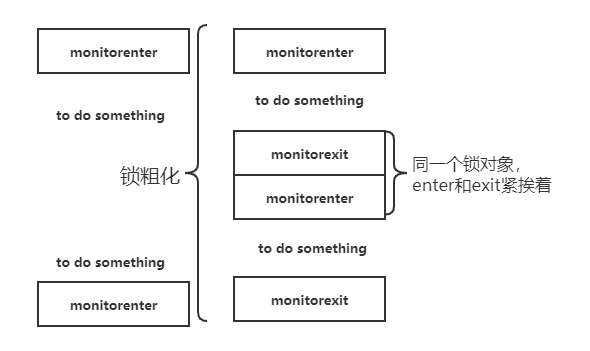 monitorenter
to do something
锁粗化
to do something
monitorenter
monitorenter
to do something
monitorexit
monitorenter
to do something
monitorexit
同一个锁对象，
enter和exit紧挨着